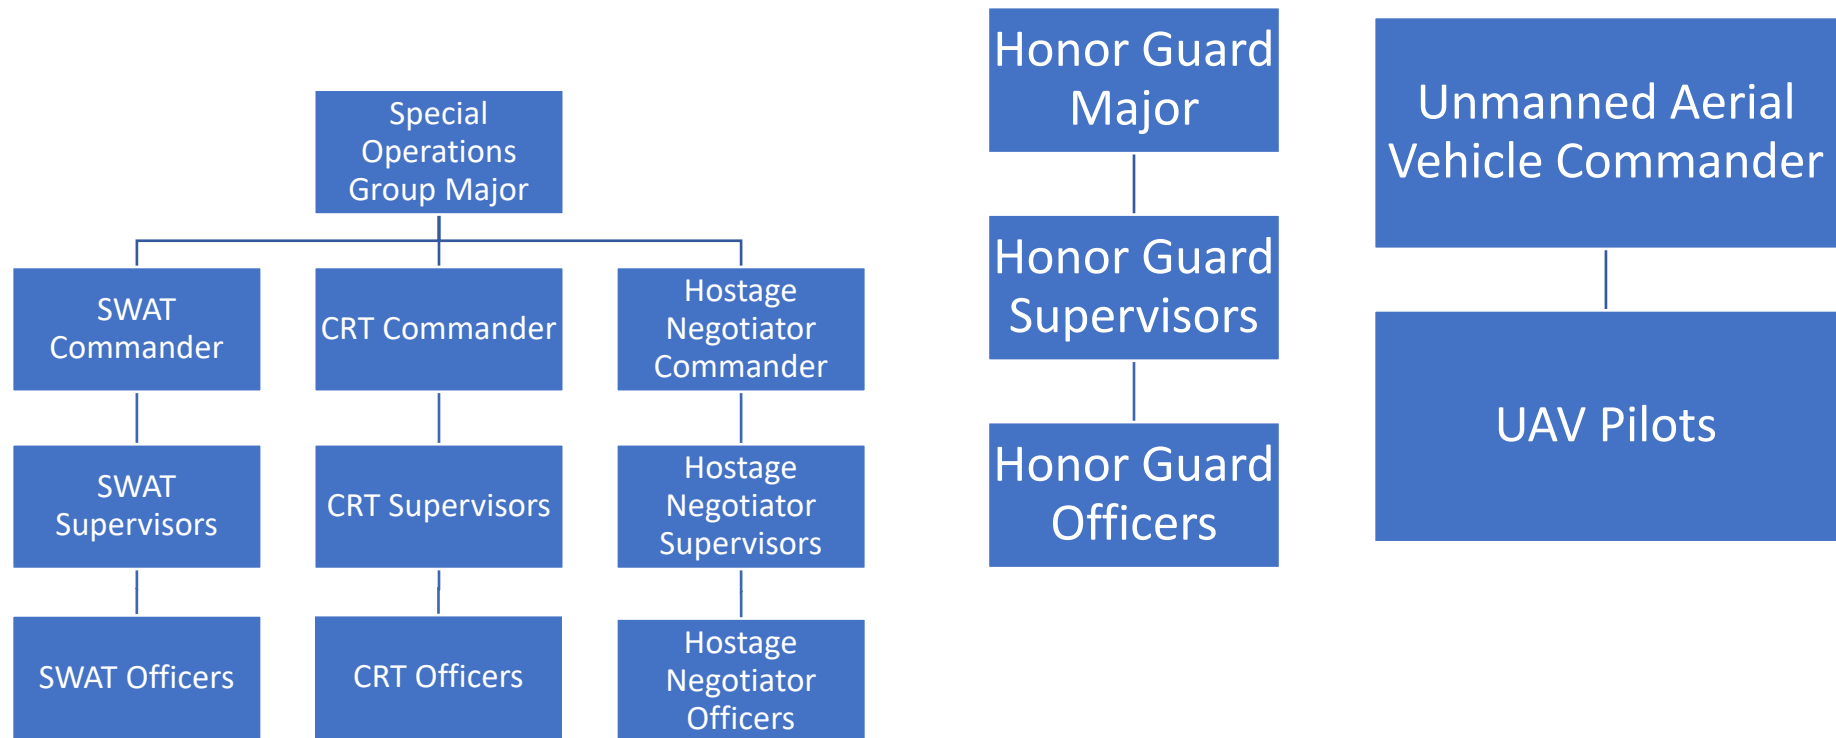 Special
Operations
Group Major
SWAT
Commander
CRT Commander
Hostage
Negotiator
Commander
SWAT
Supervisors
CRT Supervisors
Hostage
Negotiator
Supervisors
SWAT Officers
CRT Officers
Hostage
Negotiator
Officers
Honor Guard
Major
Honor Guard
Supervisors
Honor Guard
Officers
Unmanned Aerial
Vehicle Commander
UAV Pilots